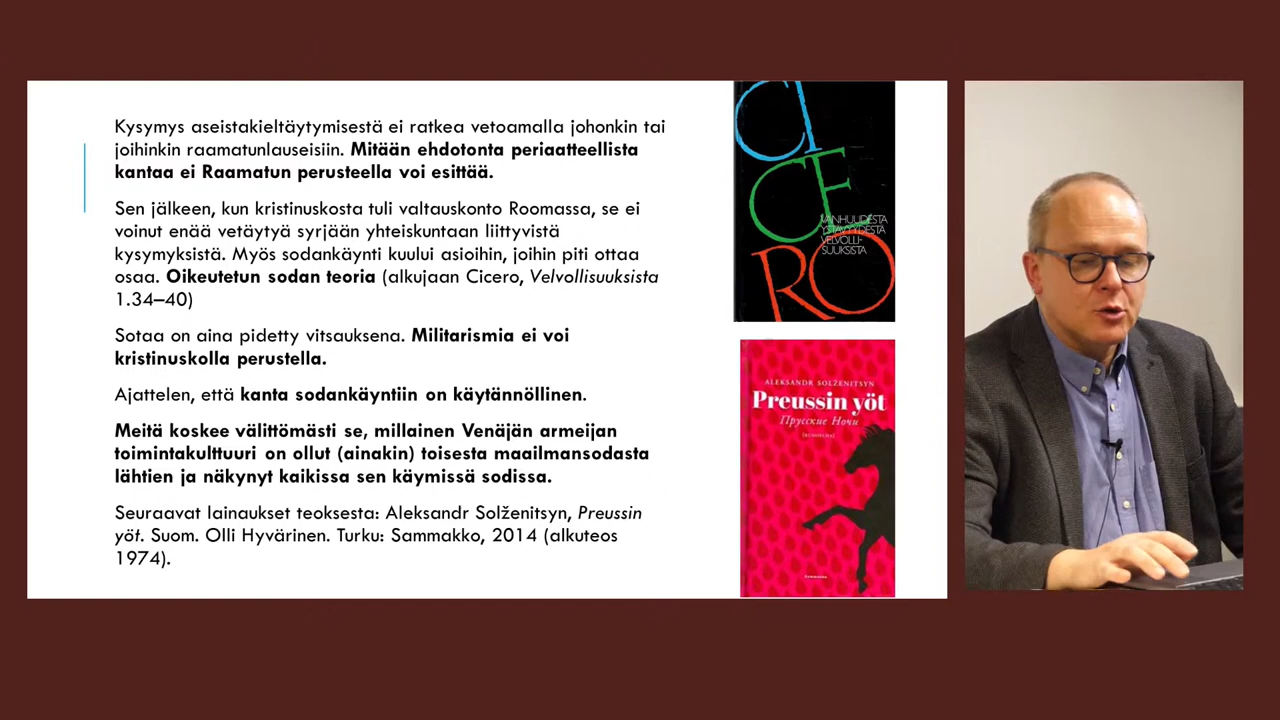 Kysymys aseistakieltäytymisestä ei ratkea vetoamalla johonkin tai
joihinkin raamatunlauseisiin. Mitään ehdotonta periaatteellista
kantaa ei Raamatun perusteella voi esittää.
Sen jälkeen, kun kristinuskosta tuli valtauskonto Roomassa, se ei
voinut enää vetäytyä syrjään yhteiskuntaan liittyvistä
kysymyksistä. Myös sodankäynti kuului asioihin, joihin piti ottaa
osaa. Oikeutetun sodan teoria (alkujaan Cicero, Velvollisuuksista
1.34–40)
Sotaa on aina pidetty vitsauksena. Militarismia ei voi
kristinuskolla perustella.
Ajattelen, että kanta sodankäyntiin on käytännöllinen.
Meitä koskee välittömästi se, millainen Venäjän armeijan
toimintakulttuuri on ollut (ainakin) toisesta maailmansodasta
lähtien ja näkynyt kaikissa sen käymissä sodissa.
Seuraavat lainaukset teoksesta: Aleksandr Solženitsyn, Preussin
yöt. Suom. Olli Hyvärinen. Turku: Sammakko, 2014 (alkuteos
1974).
CI
CE
RO
VANHUUDESTA
YSTÄVYYDESTÄ
VELVOLLI-
SUUKSISTA
ALEKSANDR SOLŽENITSYN
Preussin yöt
Прусские Ночи